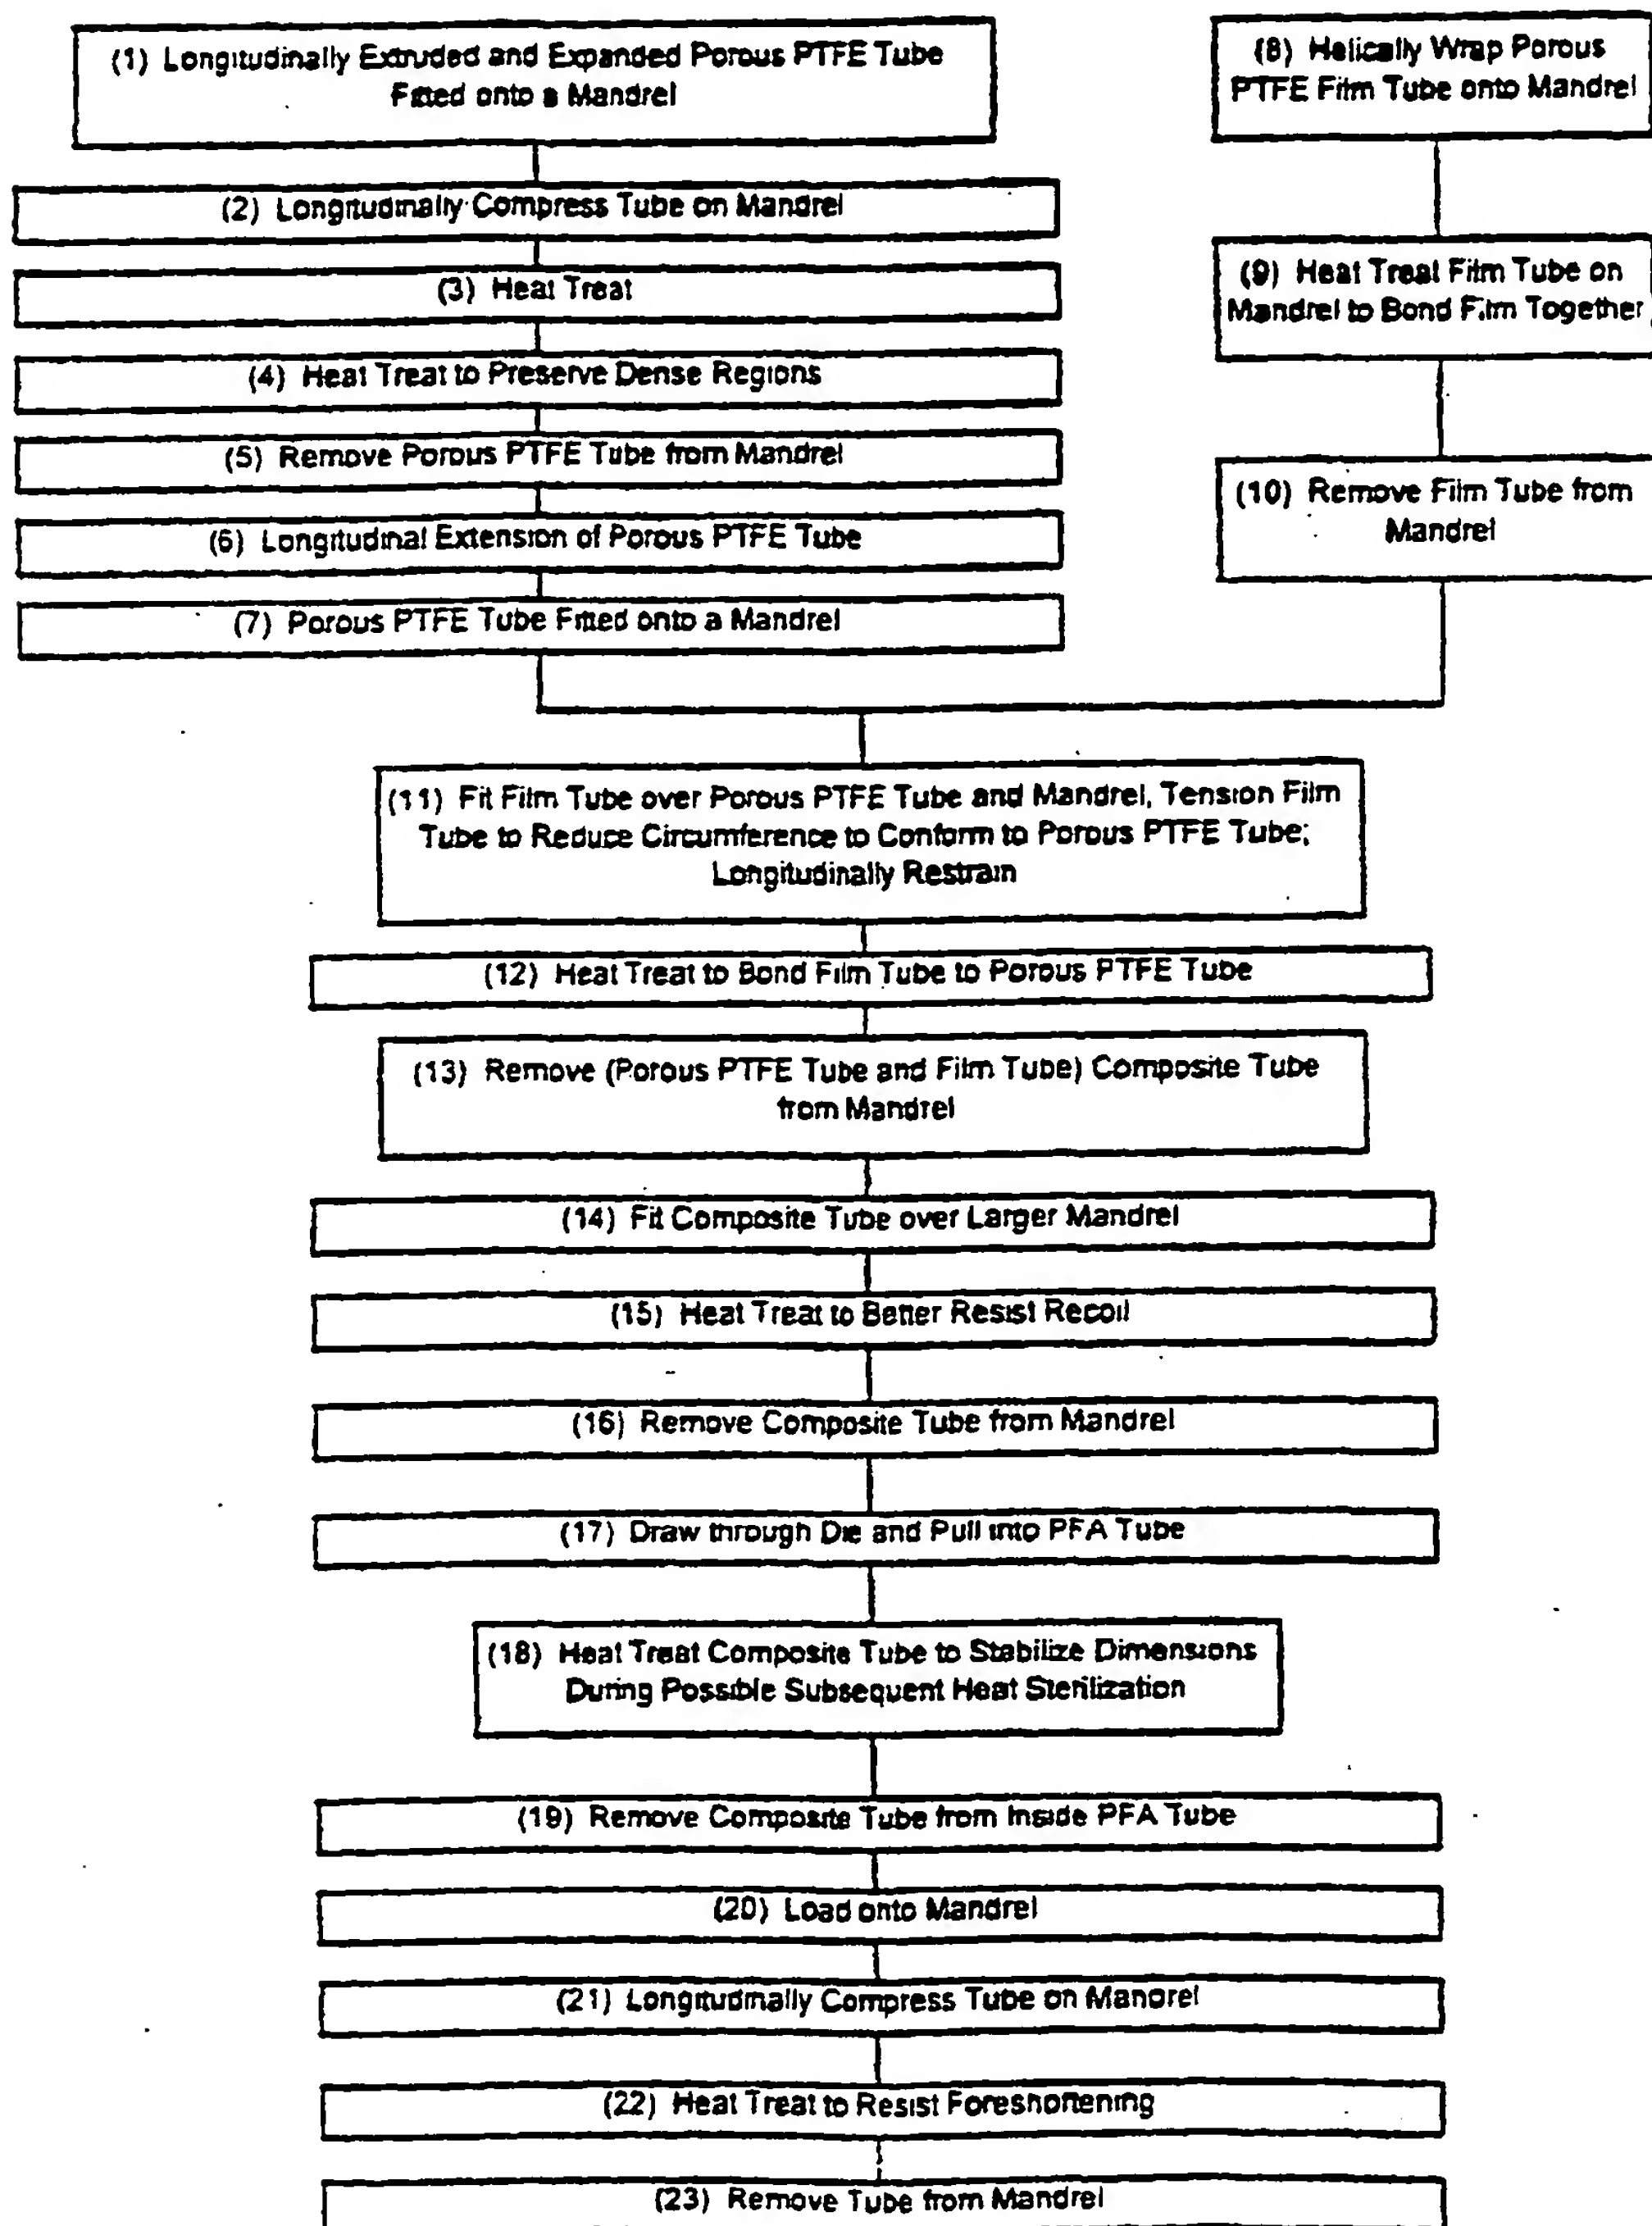 (1) Longitudinally Extruded and Expanded Porous PTFE Tube
Fitted onto a Mandrel
(2) Longitudinally Compress Tube on Mandrel
(3) Heat Treat
(4) Heat Treat to Preserve Dense Regions
(5) Remove Porous PTFE Tube from Mandrel
(6) Longitudinal Extension of Porous PTFE Tube
(7) Porous PTFE Tube Fitted onto a Mandrel
(8) Helically Wrap Porous
PTFE Film Tube onto Mandrel
(9) Heat Treat Film Tube on
Mandrel to Bond Film Together
(10) Remove Film Tube from
Mandrel
(11) Fit Film Tube over Porous PTFE Tube and Mandrel, Tension Film
Tube to Reduce Circumference to Conform to Porous PTFE Tube;
Longitudinally Restrain
(12) Heat Treat to Bond Film Tube to Porous PTFE Tube
(13) Remove (Porous PTFE Tube and Film Tube) Composite Tube
from Mandrel
(14) Fit Composite Tube over Larger Mandrel
(15) Heat Treat to Better Resist Recoil
(16) Remove Composite Tube from Mandrel
(17) Draw through Die and Pull into PFA Tube
(18) Heat Treat Composite Tube to Stabilize Dimensions
During Possible Subsequent Heat Sterilization
(19) Remove Composite Tube from Inside PFA Tube
(20) Load onto Mandrel
(21) Longitudinally Compress Tube on Mandrel
(22) Heat Treat to Resist Foreshortening
(23) Remove Tube from Mandrel